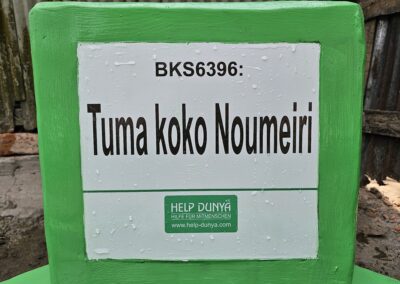 BKS6396:
Tuma koko Noumeiri
HELP DUNYA
HILFE FÜR MITMENSCHEN
www.help-dunya.com